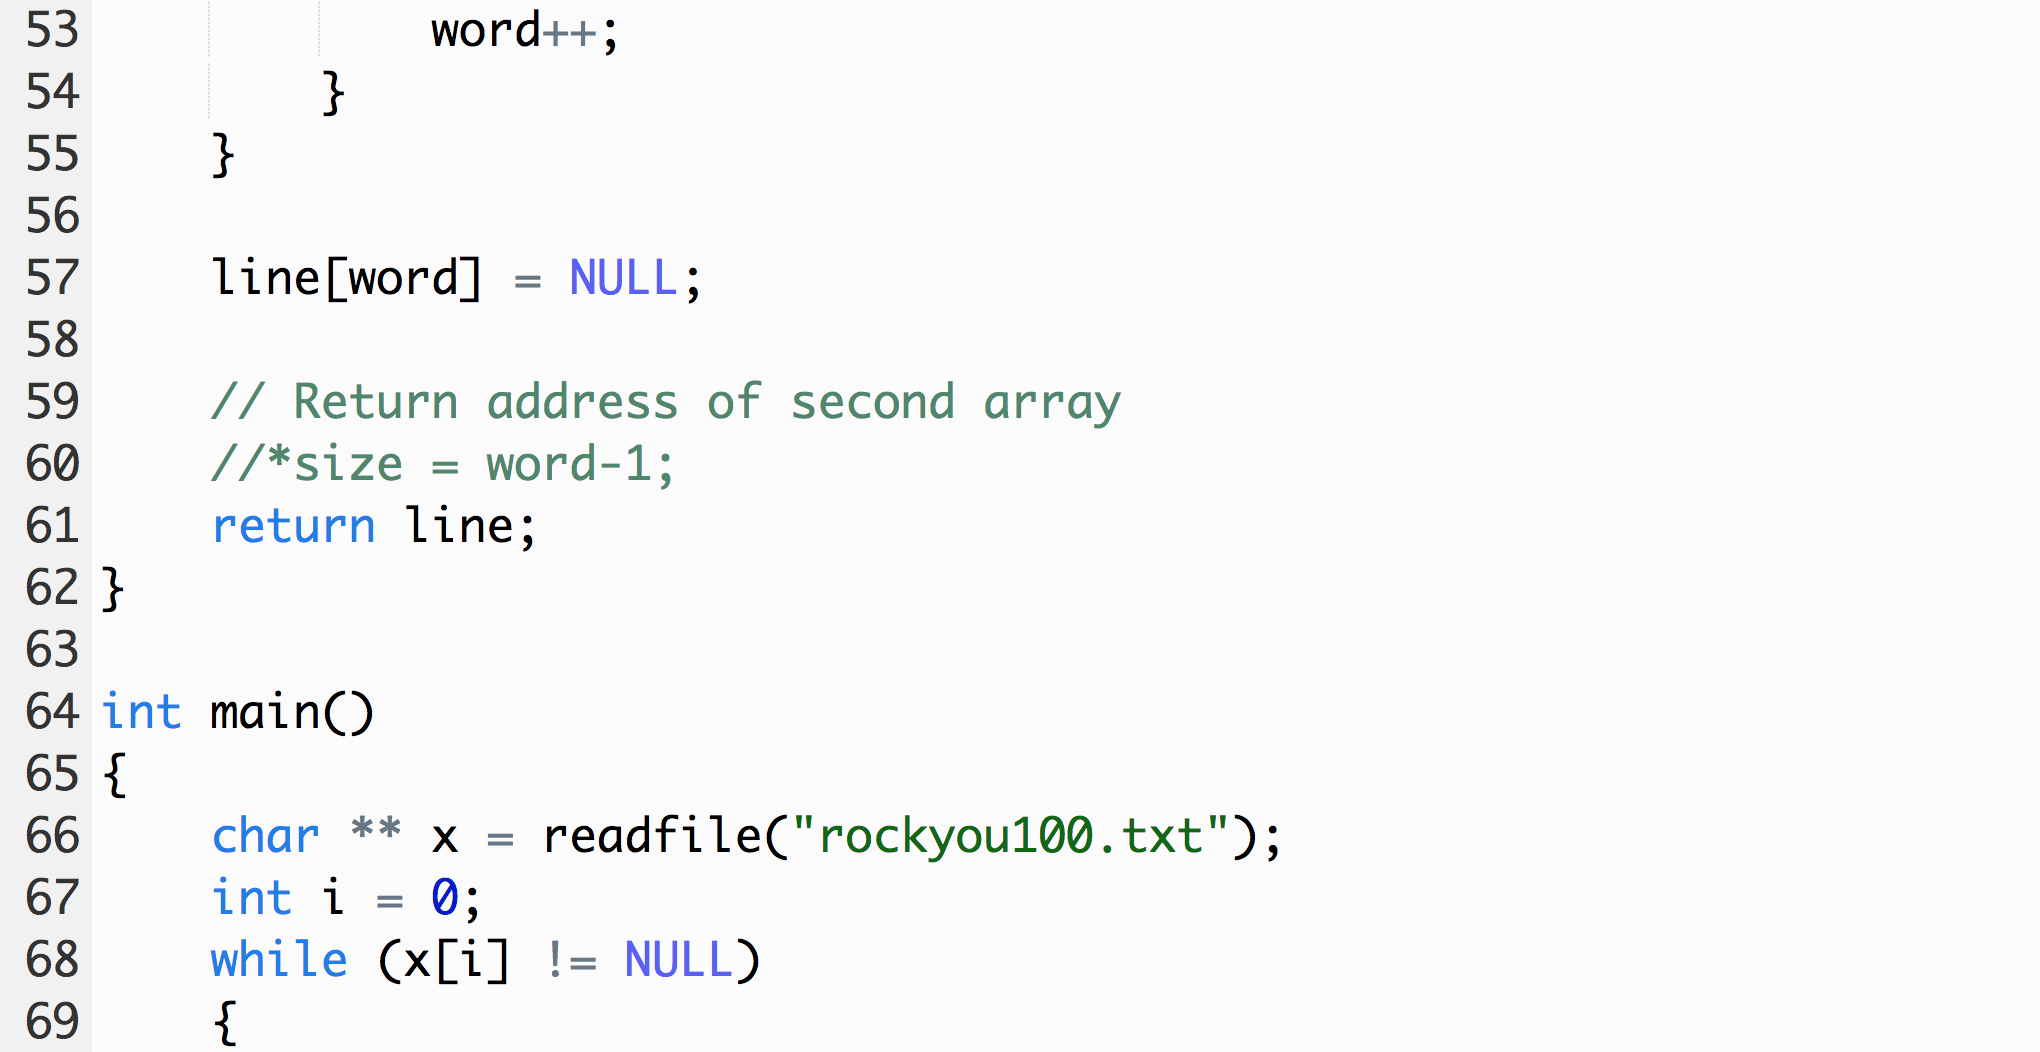 53 word++;
54 }
55 }
56
57 line[word] = NULL;
58
59 // Return address of second array
60 //*size = word-1;
61 return line;
62 }
63
64 int main()
65 {
66 char ** x = readfile("rockyou100.txt");
67 int i = 0;
68 while (x[i] != NULL)
69 {